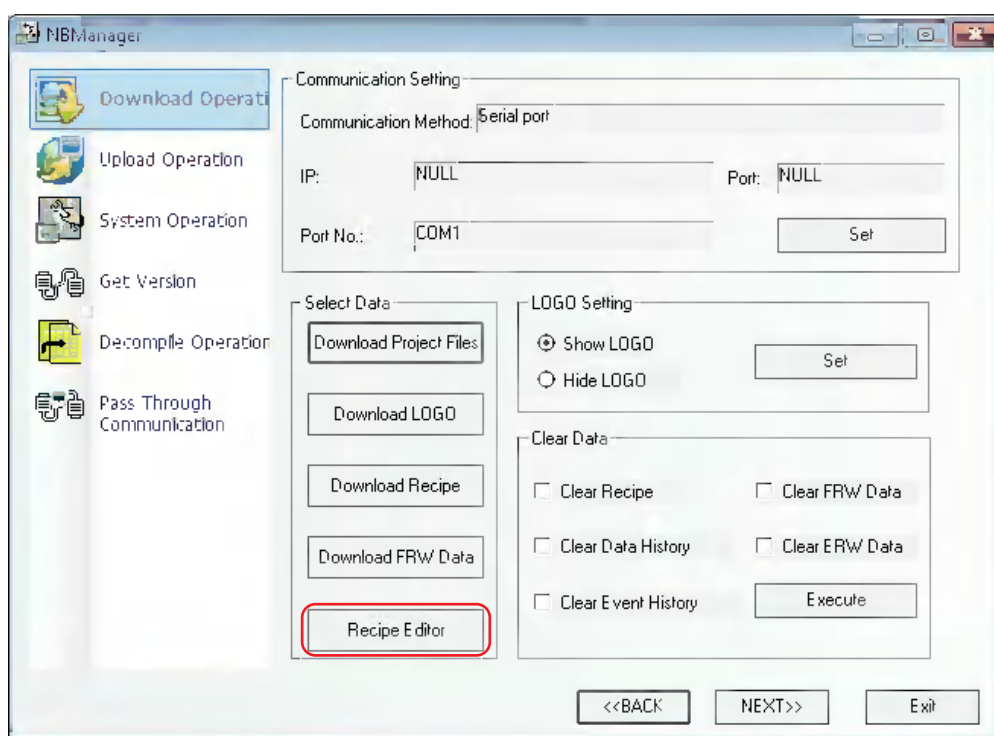 NBManager
Download Operati
Upload Operation
System Operation
Get Version
Decompile Operation
Pass Through
Communication
Communication Setting
Communication Method: Serial port
IP: NULL Port: NULL
Port No.: COM1 Set
Select Data
Download Project Files
Download LOGO
Download Recipe
Download FRW Data
Recipe Editor
LOGO Setting
Show LOGO
Hide LOGO
Set
Clear Data
Clear Recipe Clear FRW Data
Clear Data History Clear ERW Data
Clear Event History Execute
<<BACK NEXT>> Exit